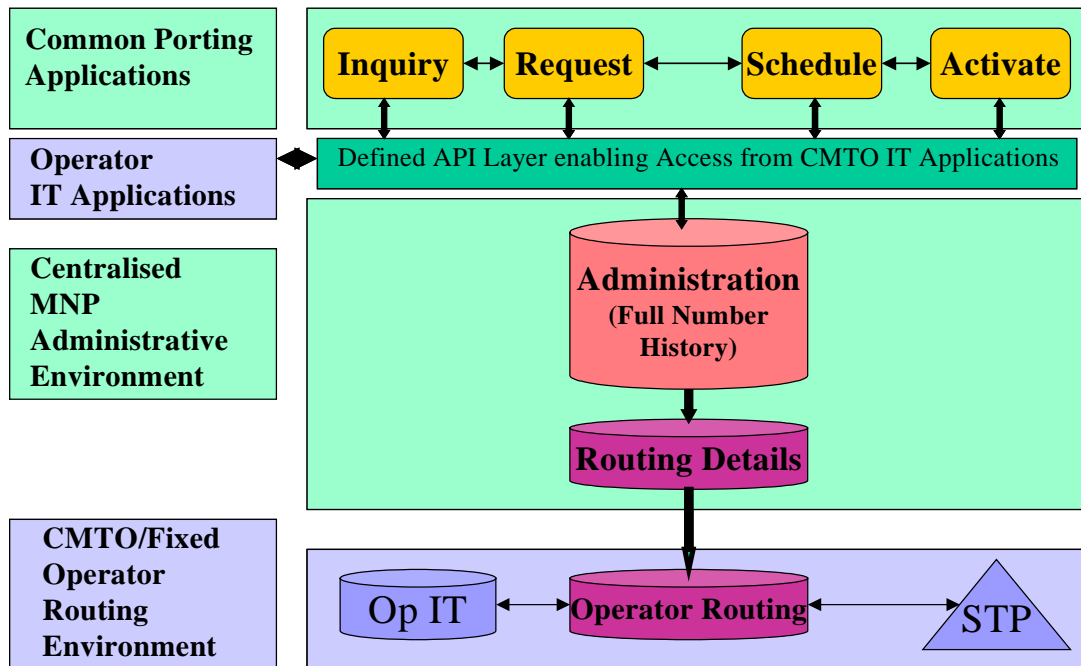 Common Porting
Applications
Inquiry
Request
Schedule
Activate
Operator
IT Applications
Defined API Layer enabling Access from CMTO IT Applications
Centralised
MNP
Administrative
Environment
Administration
(Full Number
History)
Routing Details
CMTO/Fixed
Operator
Routing
Environment
Op IT
Operator Routing
STP